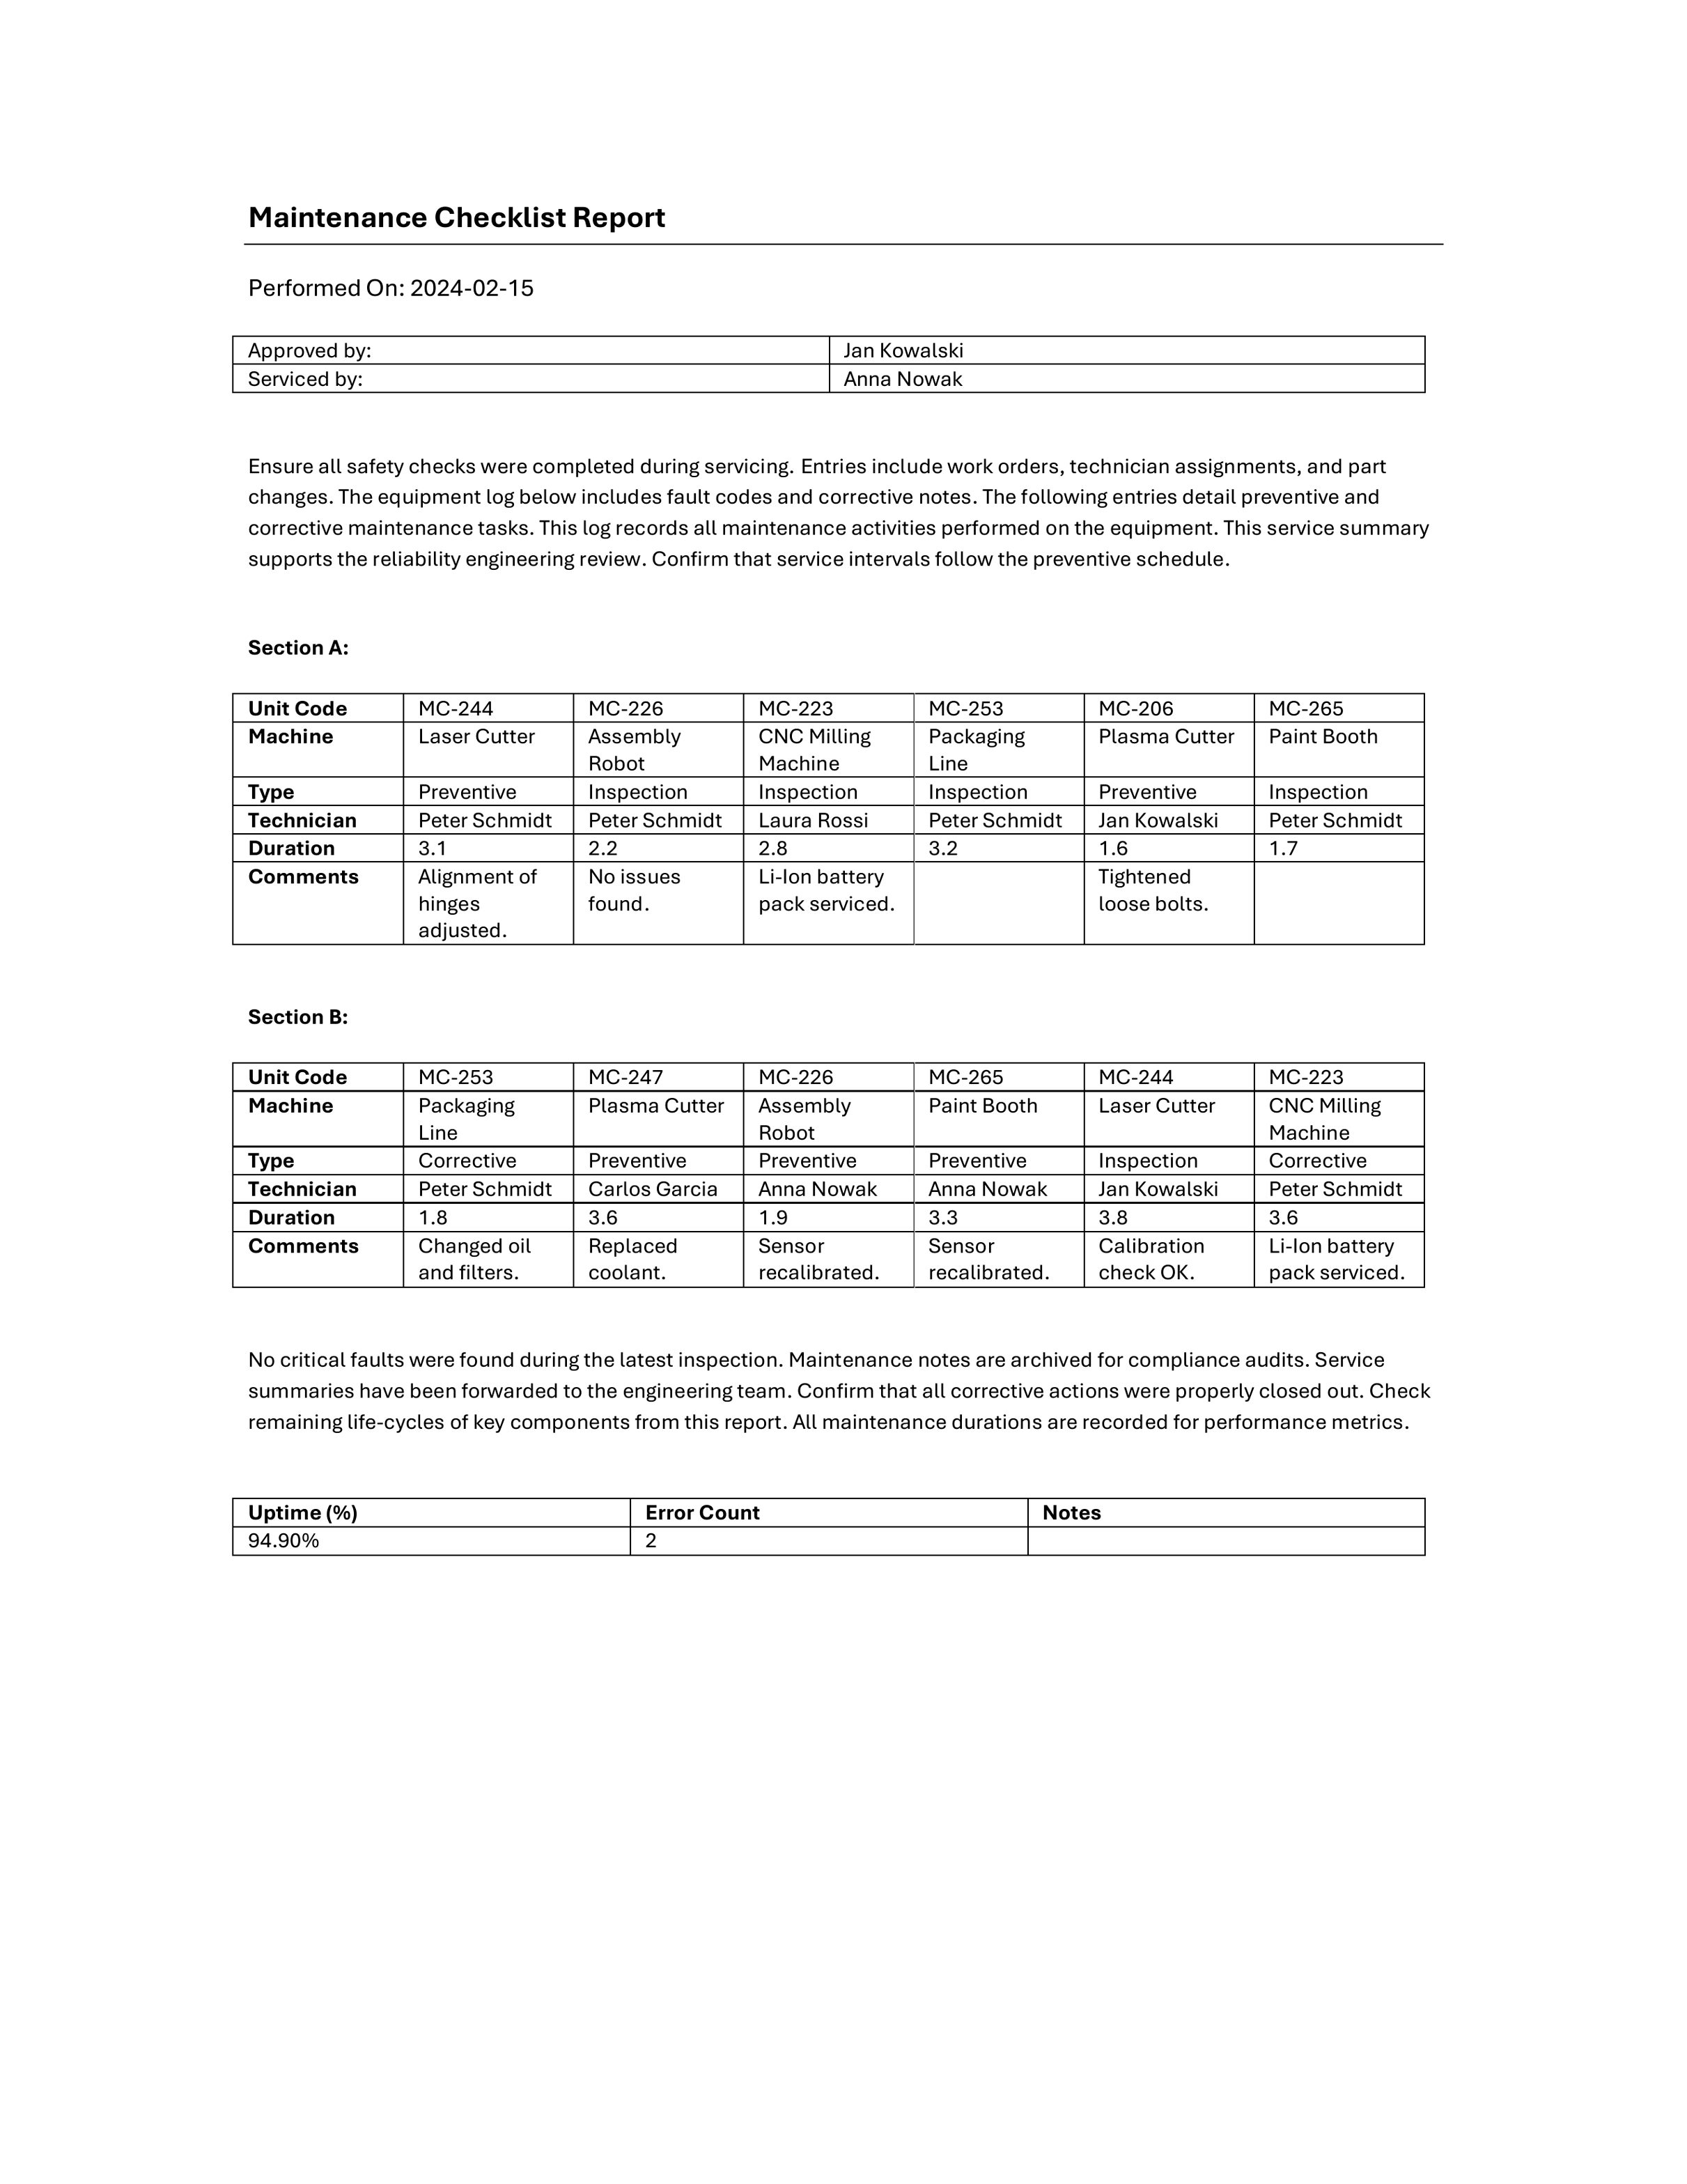 Maintenance Checklist Report
Performed On: 2024-02-15
Approved by: Jan Kowalski
Serviced by: Anna Nowak
Ensure all safety checks were completed during servicing. Entries include work orders, technician assignments, and part
changes. The equipment log below includes fault codes and corrective notes. The following entries detail preventive and
corrective maintenance tasks. This log records all maintenance activities performed on the equipment. This service summary
supports the reliability engineering review. Confirm that service intervals follow the preventive schedule.
Section A:
Unit Code MC-244 MC-226 MC-223 MC-253 MC-206 MC-265
Machine Laser Cutter Assembly CNC Milling Packaging Plasma Cutter Paint Booth
Robot Machine Line
Type Preventive Inspection Inspection Inspection Preventive Inspection
Technician Peter Schmidt Peter Schmidt Laura Rossi Peter Schmidt Jan Kowalski Peter Schmidt
Duration 3.1 2.2 2.8 3.2 1.6 1.7
Comments Alignment of No issues Li-Ion battery Tightened
hinges found. pack serviced. loose bolts.
adjusted.
Section B:
Unit Code MC-253 MC-247 MC-226 MC-265 MC-244 MC-223
Machine Packaging Plasma Cutter Assembly Paint Booth Laser Cutter CNC Milling
Line Robot Machine
Type Corrective Preventive Preventive Preventive Inspection Corrective
Technician Peter Schmidt Carlos Garcia Anna Nowak Anna Nowak Jan Kowalski Peter Schmidt
Duration 1.8 3.6 1.9 3.3 3.8 3.6
Comments Changed oil Replaced Sensor Sensor Calibration Li-Ion battery
and filters. coolant. recalibrated. recalibrated. check OK. pack serviced.
No critical faults were found during the latest inspection. Maintenance notes are archived for compliance audits. Service
summaries have been forwarded to the engineering team. Confirm that all corrective actions were properly closed out. Check
remaining life-cycles of key components from this report. All maintenance durations are recorded for performance metrics.
Uptime (%) Error Count Notes
94.90% 2